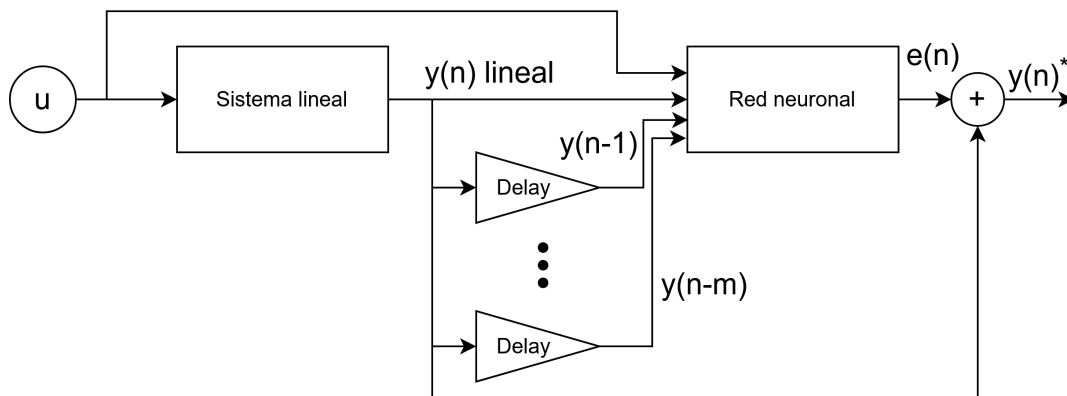 u
Sistema lineal
y(n) lineal
Red neuronal
e(n)
+
y(n)*
Delay
y(n-1)
Delay
y(n-m)